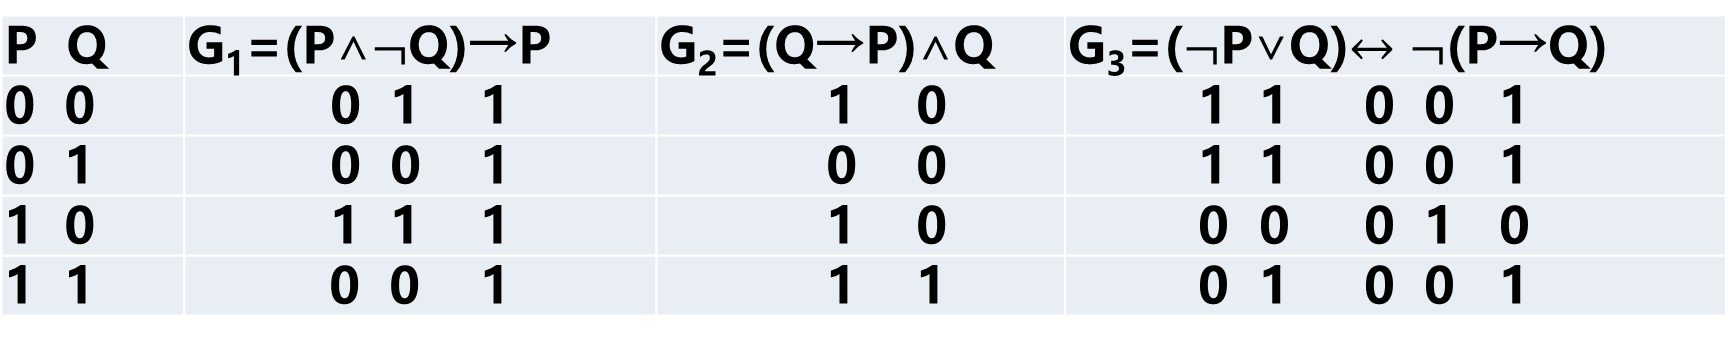 P Q G₁=(P∧¬Q)→P G₂=(Q→P)∧Q G₃=(¬P∨Q)↔ ¬(P→Q)
0 0 0 1 1 1 0 1 1 0 0 1
0 1 0 0 1 0 0 1 1 0 0 1
1 0 1 1 1 1 0 0 0 0 1 0
1 1 0 0 1 1 1 0 1 0 0 1